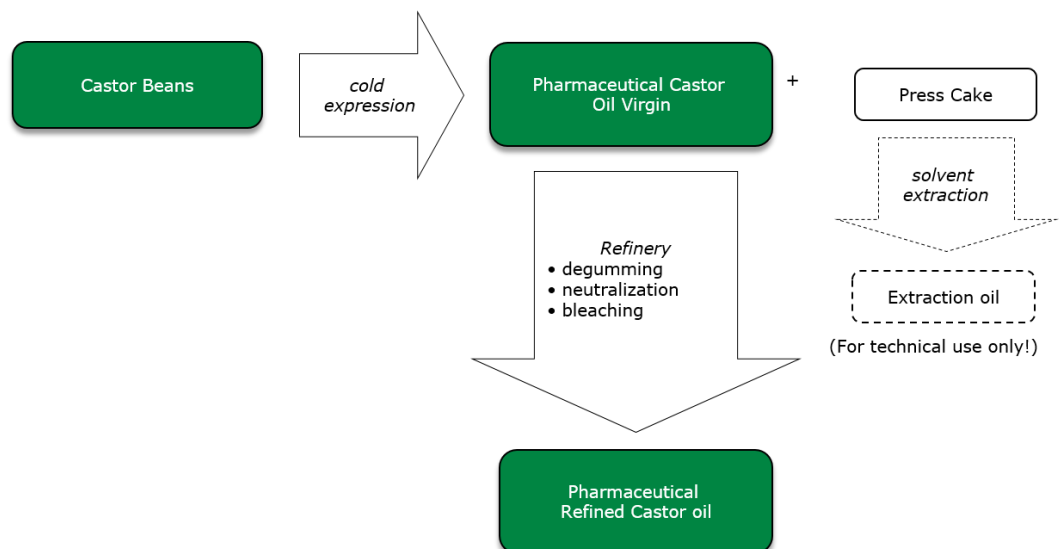 Castor Beans
cold
expression
Pharmaceutical Castor
Oil Virgin
+
Press Cake
solvent
extraction
Refinery
• degumming
• neutralization
• bleaching
Extraction oil
(For technical use only!)
Pharmaceutical
Refined Castor oil